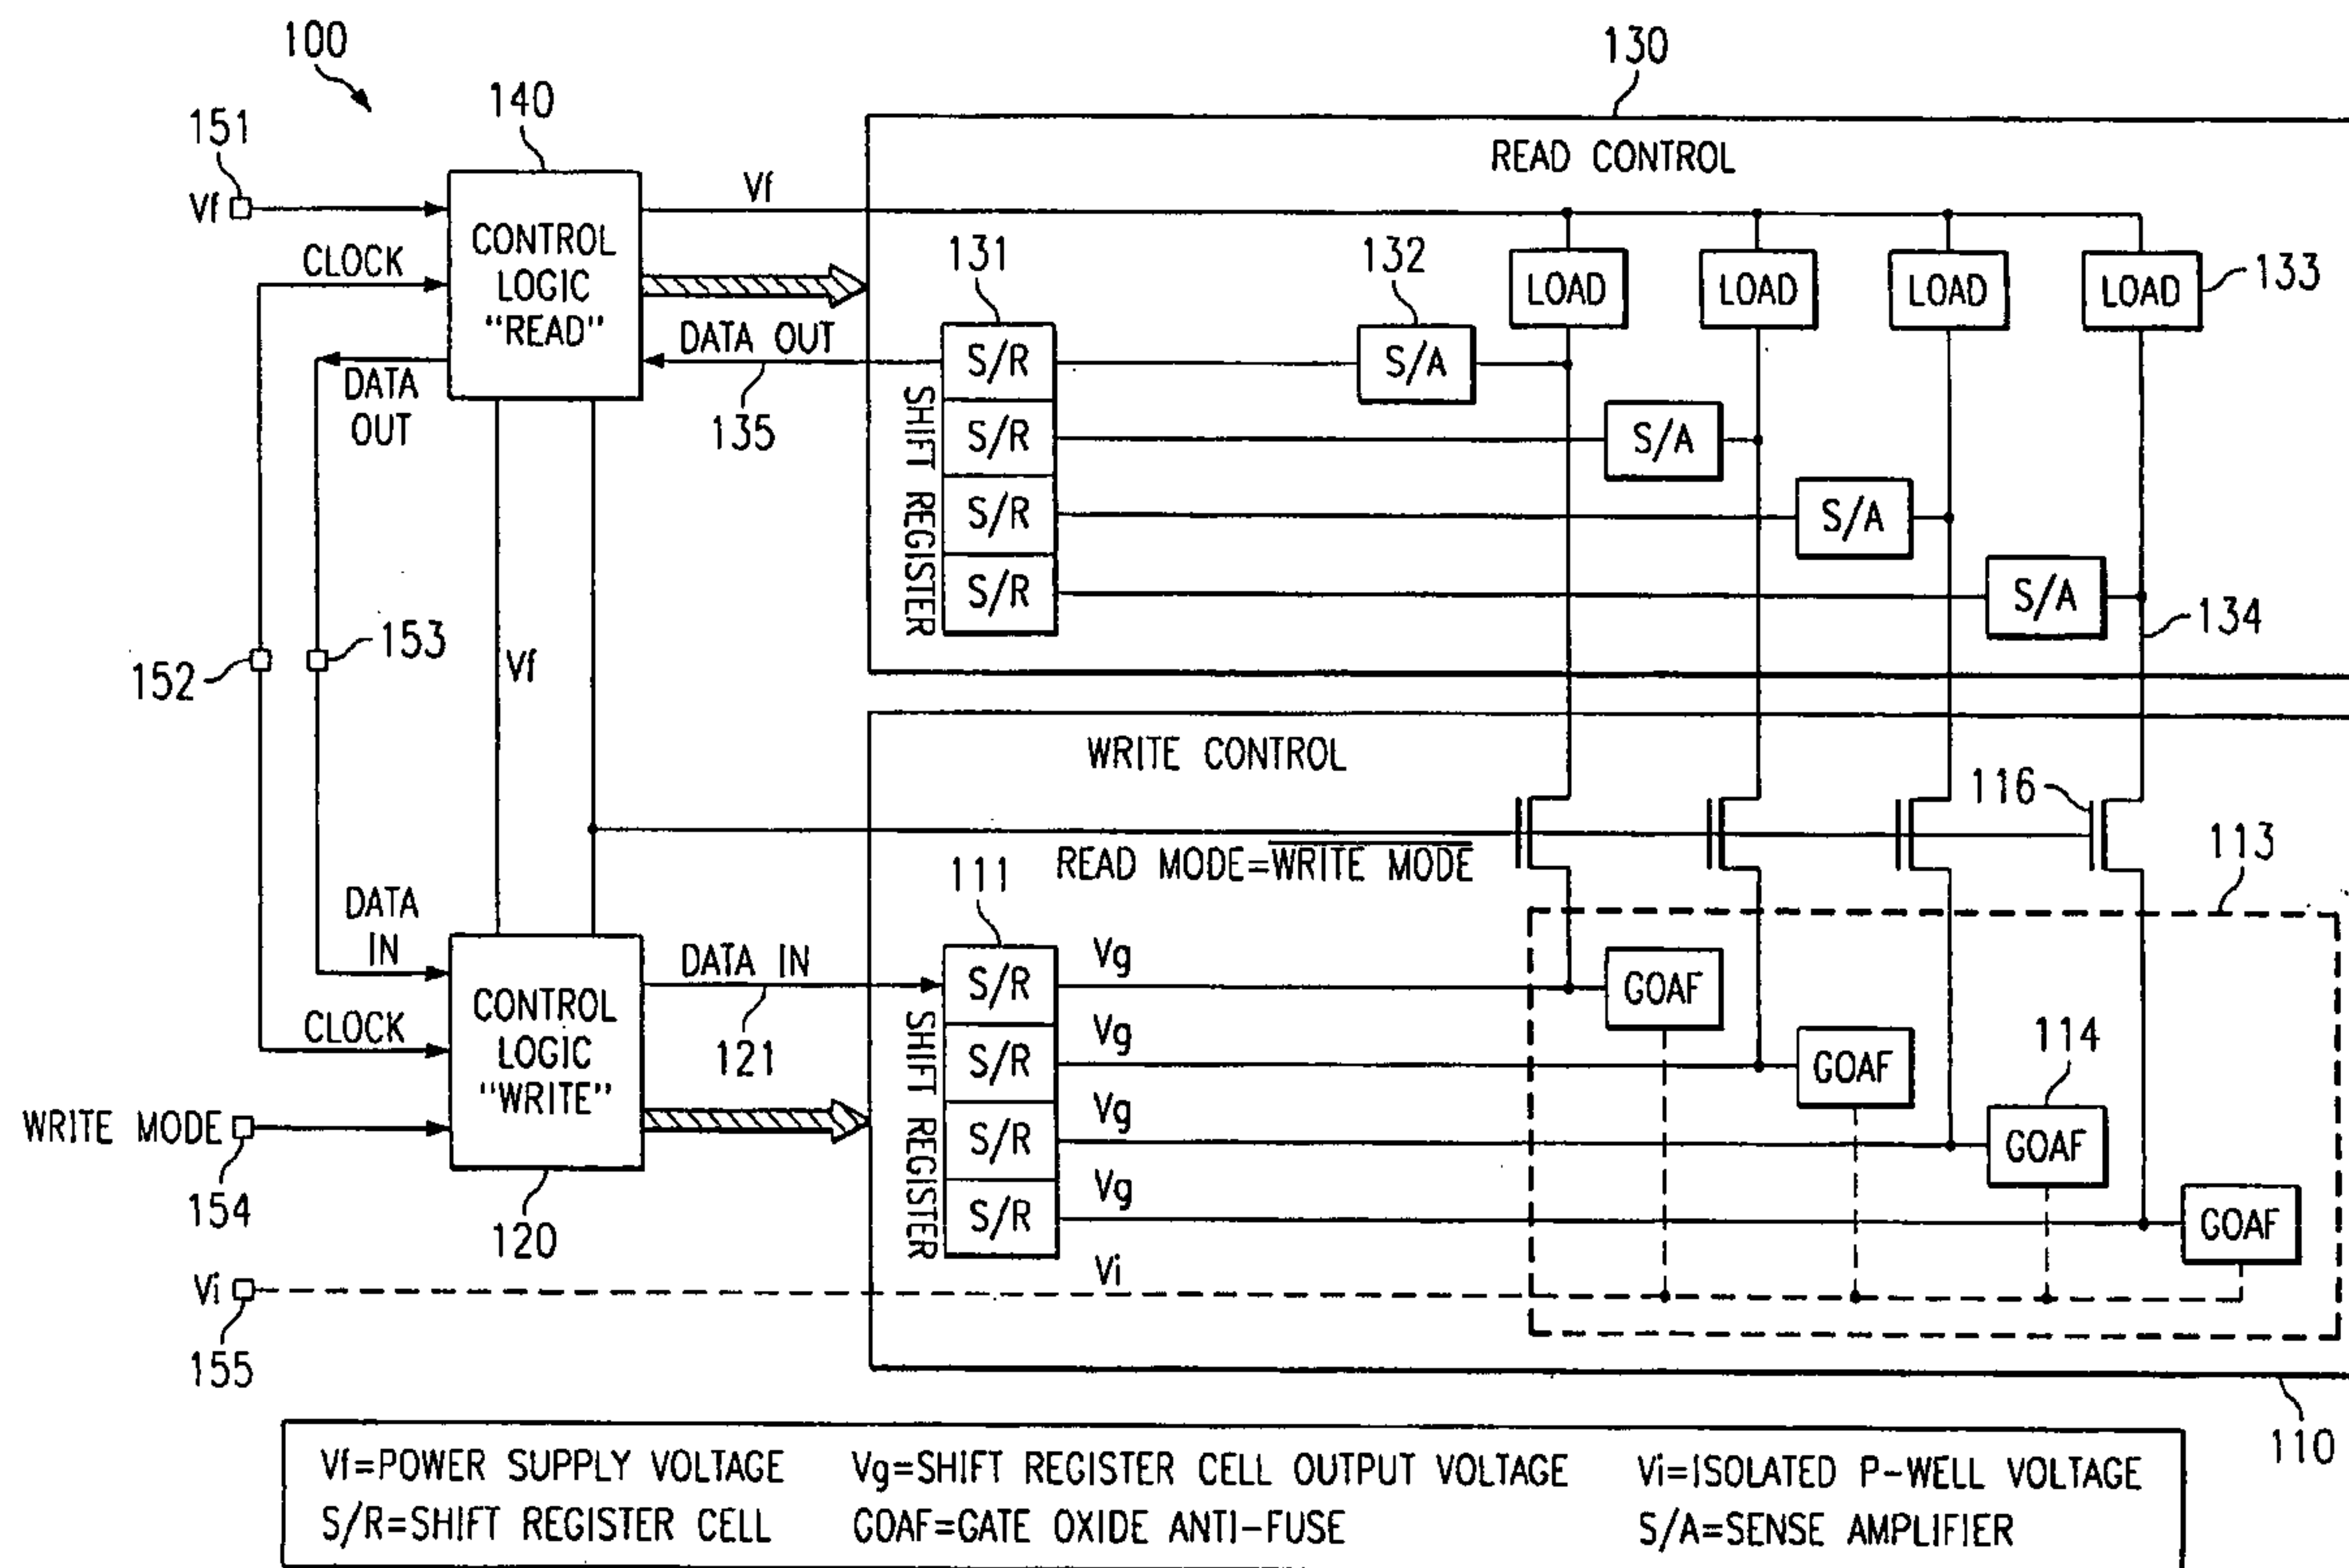 100
130
140
151
READ CONTROL
Vf
Vf
CONTROL
LOGIC
"READ"
CLOCK
131
132
LOAD
LOAD
LOAD
LOAD
133
DATA OUT
DATA
OUT
135
S/R
S/R
S/R
S/R
SHIFT REGISTER
S/A
S/A
S/A
S/A
134
152
153
Vf
WRITE CONTROL
116
113
READ MODE=WRITE MODE
111
DATA
IN
DATA IN
121
CLOCK
CONTROL
LOGIC
"WRITE"
WRITE MODE
154
120
S/R
S/R
S/R
S/R
SHIFT REGISTER
Vg
Vg
Vg
Vg
GOAF
GOAF
114
GOAF
GOAF
Vi
Vi
155
110
Vf=POWER SUPPLY VOLTAGE Vg=SHIFT REGISTER CELL OUTPUT VOLTAGE Vi=ISOLATED P-WELL VOLTAGE
S/R=SHIFT REGISTER CELL GOAF=GATE OXIDE ANTI-FUSE S/A=SENSE AMPLIFIER